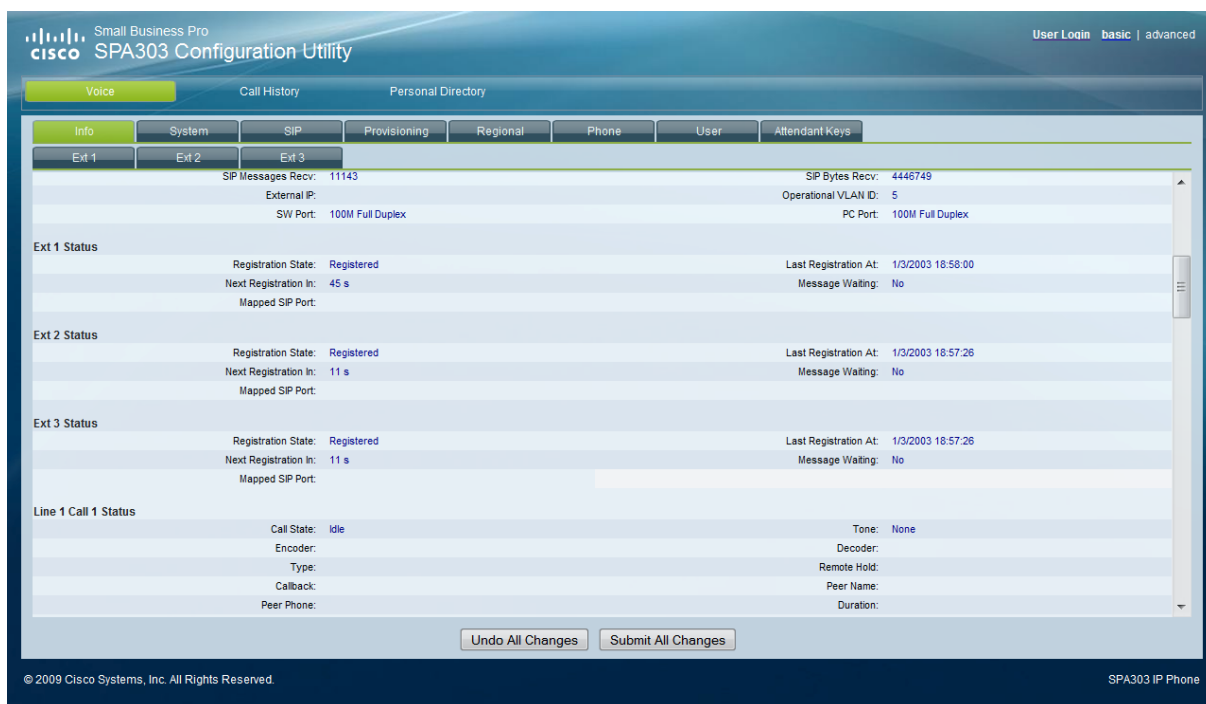 Small Business Pro
cisco SPA303 Configuration Utility
User Login basic | advanced
Voice Call History Personal Directory
Info System SIP Provisioning Regional Phone User Attendant Keys
Ext 1 Ext 2 Ext 3
SIP Messages Recv: 11143 SIP Bytes Recv: 4446749
External IP: Operational VLAN ID: 5
SW Port: 100M Full Duplex PC Port: 100M Full Duplex
Ext 1 Status
Registration State: Registered Last Registration At: 1/3/2003 18:58:00
Next Registration In: 45 s Message Waiting: No
Mapped SIP Port:
Ext 2 Status
Registration State: Registered Last Registration At: 1/3/2003 18:57:26
Next Registration In: 11 s Message Waiting: No
Mapped SIP Port:
Ext 3 Status
Registration State: Registered Last Registration At: 1/3/2003 18:57:26
Next Registration In: 11 s Message Waiting: No
Mapped SIP Port:
Line 1 Call 1 Status
Call State: Idle Tone: None
Encoder: Decoder:
Type: Remote Hold:
Callback: Peer Name:
Peer Phone: Duration:
Undo All Changes Submit All Changes
© 2009 Cisco Systems, Inc. All Rights Reserved. SPA303 IP Phone